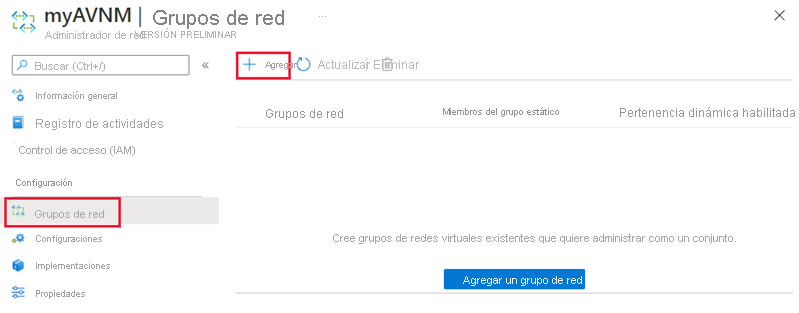 myAVNM | Grupos de red ...
Administrador de red VERSIÓN PRELIMINAR
Buscar (Ctrl+/)
«
Agregar
Actualizar
Eliminar
Información general
Registro de actividades
Control de acceso (IAM)
Configuración
Grupos de red
Configuraciones
Implementaciones
Propiedades
Grupos de red
Miembros del grupo estático
Pertenencia dinámica habilitada
Cree grupos de redes virtuales existentes que quiere administrar como un conjunto.
Agregar un grupo de red